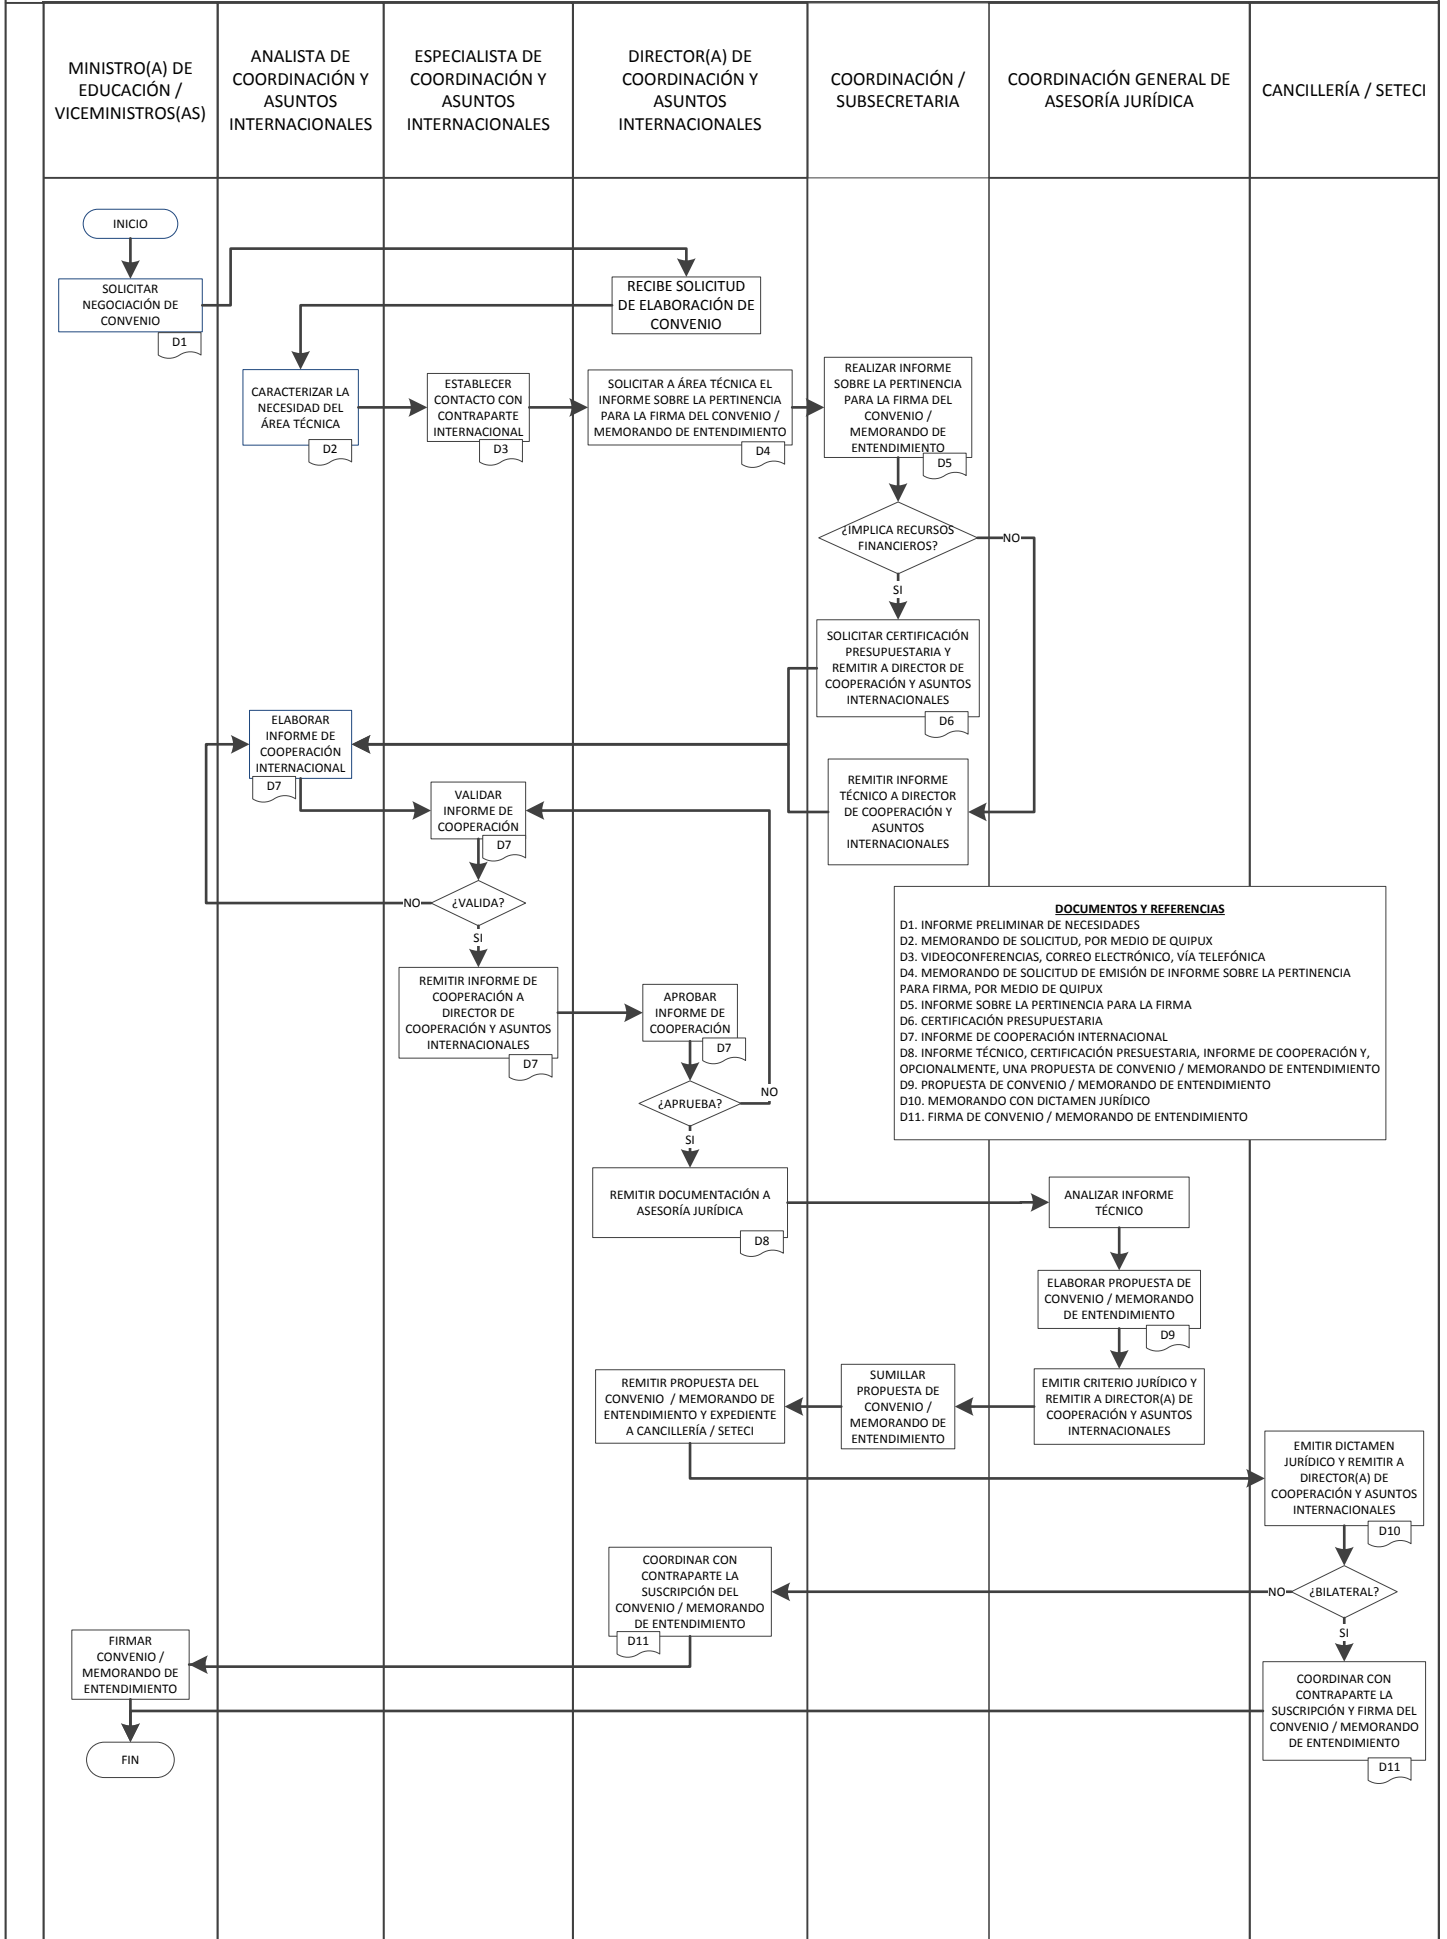 MINISTRO(A) DE
EDUCACIÓN /
VICEMINISTROS(AS)
ANALISTA DE
COORDINACIÓN Y
ASUNTOS
INTERNACIONALES
ESPECIALISTA DE
COORDINACIÓN Y
ASUNTOS
INTERNACIONALES
DIRECTOR(A) DE
COORDINACIÓN Y
ASUNTOS
INTERNACIONALES
COORDINACIÓN /
SUBSECRETARIA
COORDINACIÓN GENERAL DE
ASESORÍA JURÍDICA
CANCILLERÍA / SETECI
INICIO
SOLICITAR
NEGOCIACIÓN DE
CONVENIO
D1
RECIBE SOLICITUD
DE ELABORACIÓN DE
CONVENIO
CARACTERIZAR LA
NECESIDAD DEL
ÁREA TÉCNICA
D2
ESTABLECER
CONTACTO CON
CONTRAPARTE
INTERNACIONAL
D3
SOLICITAR A ÁREA TÉCNICA EL
INFORME SOBRE LA PERTINENCIA
PARA LA FIRMA DEL CONVENIO /
MEMORANDO DE ENTENDIMIENTO
D4
REALIZAR INFORME
SOBRE LA PERTINENCIA
PARA LA FIRMA DEL
CONVENIO /
MEMORANDO DE
ENTENDIMIENTO
D5
¿IMPLICA RECURSOS
FINANCIEROS?
NO
SI
SOLICITAR CERTIFICACIÓN
PRESUPUESTARIA Y
REMITIR A DIRECTOR DE
COOPERACIÓN Y ASUNTOS
INTERNACIONALES
D6
ELABORAR
INFORME DE
COOPERACIÓN
INTERNACIONAL
D7
VALIDAR
INFORME DE
COOPERACIÓN
D7
REMITIR INFORME
TÉCNICO A DIRECTOR
DE COOPERACIÓN Y
ASUNTOS
INTERNACIONALES
NO
¿VALIDA?
SI
REMITIR INFORME DE
COOPERACIÓN A
DIRECTOR DE
COOPERACIÓN Y ASUNTOS
INTERNACIONALES
D7
APROBAR
INFORME DE
COOPERACIÓN
D7
¿APRUEBA?
NO
SI
DOCUMENTOS Y REFERENCIAS
D1. INFORME PRELIMINAR DE NECESIDADES
D2. MEMORANDO DE SOLICITUD, POR MEDIO DE QUIPUX
D3. VIDEOCONFERENCIAS, CORREO ELECTRÓNICO, VÍA TELEFÓNICA
D4. MEMORANDO DE SOLICITUD DE EMISIÓN DE INFORME SOBRE LA PERTINENCIA
PARA FIRMA, POR MEDIO DE QUIPUX
D5. INFORME SOBRE LA PERTINENCIA PARA LA FIRMA
D6. CERTIFICACIÓN PRESUPUESTARIA
D7. INFORME DE COOPERACIÓN INTERNACIONAL
D8. INFORME TÉCNICO, CERTIFICACIÓN PRESUESTARIA, INFORME DE COOPERACIÓN Y,
OPCIONALMENTE, UNA PROPUESTA DE CONVENIO / MEMORANDO DE ENTENDIMIENTO
D9. PROPUESTA DE CONVENIO / MEMORANDO DE ENTENDIMIENTO
D10. MEMORANDO CON DICTAMEN JURÍDICO
D11. FIRMA DE CONVENIO / MEMORANDO DE ENTENDIMIENTO
REMITIR DOCUMENTACIÓN A
ASESORÍA JURÍDICA
D8
ANALIZAR INFORME
TÉCNICO
ELABORAR PROPUESTA DE
CONVENIO / MEMORANDO
DE ENTENDIMIENTO
D9
EMITIR CRITERIO JURÍDICO Y
REMITIR A DIRECTOR(A) DE
COOPERACIÓN Y ASUNTOS
INTERNACIONALES
SUMILLAR
PROPUESTA DE
CONVENIO /
MEMORANDO DE
ENTENDIMIENTO
REMITIR PROPUESTA DEL
CONVENIO / MEMORANDO DE
ENTENDIMIENTO Y EXPEDIENTE
A CANCILLERÍA / SETECI
EMITIR DICTAMEN
JURÍDICO Y REMITIR A
DIRECTOR(A) DE
COOPERACIÓN Y ASUNTOS
INTERNACIONALES
D10
¿BILATERAL?
NO
SI
COORDINAR CON
CONTRAPARTE LA
SUSCRIPCIÓN DEL
CONVENIO / MEMORANDO
DE ENTENDIMIENTO
D11
FIRMAR
CONVENIO /
MEMORANDO DE
ENTENDIMIENTO
COORDINAR CON
CONTRAPARTE LA
SUSCRIPCIÓN Y FIRMA DEL
CONVENIO / MEMORANDO
DE ENTENDIMIENTO
D11
FIN